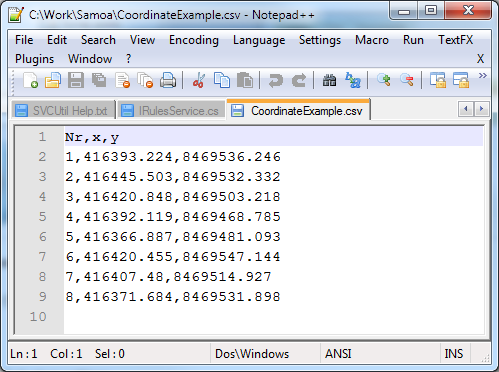 C:\Work\Samoa\CoordinateExample.csv - Notepad++
File Edit Search View Encoding Language Settings Macro Run TextFX
Plugins Window ? X
SVCUtil Help.txt IRulesService.cs CoordinateExample.csv
1 Nr,x,y
2 1,416393.224,8469536.246
3 2,416445.503,8469532.332
4 3,416420.848,8469503.218
5 4,416392.119,8469468.785
6 5,416366.887,8469481.093
7 6,416420.455,8469547.144
8 7,416407.48,8469514.927
9 8,416371.684,8469531.898
10
Ln:1 Col:1 Sel:0 Dos\Windows ANSI INS